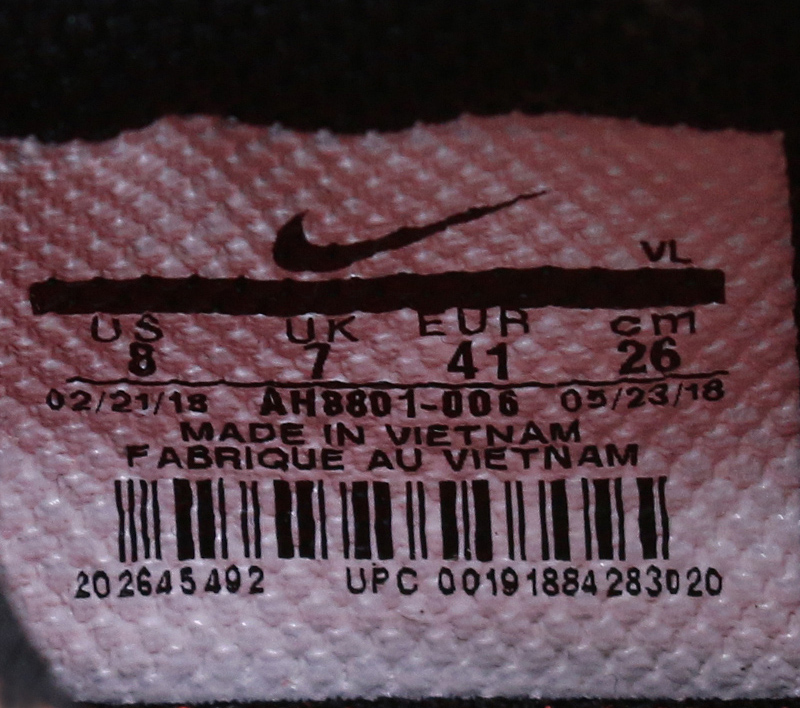 VL
US UK EUR cm
8 7 41 26
02/21/18 AH8801-006 05/23/18
MADE IN VIETNAM
FABRIQUE AU VIETNAM
202645492 UPC 00191884283020